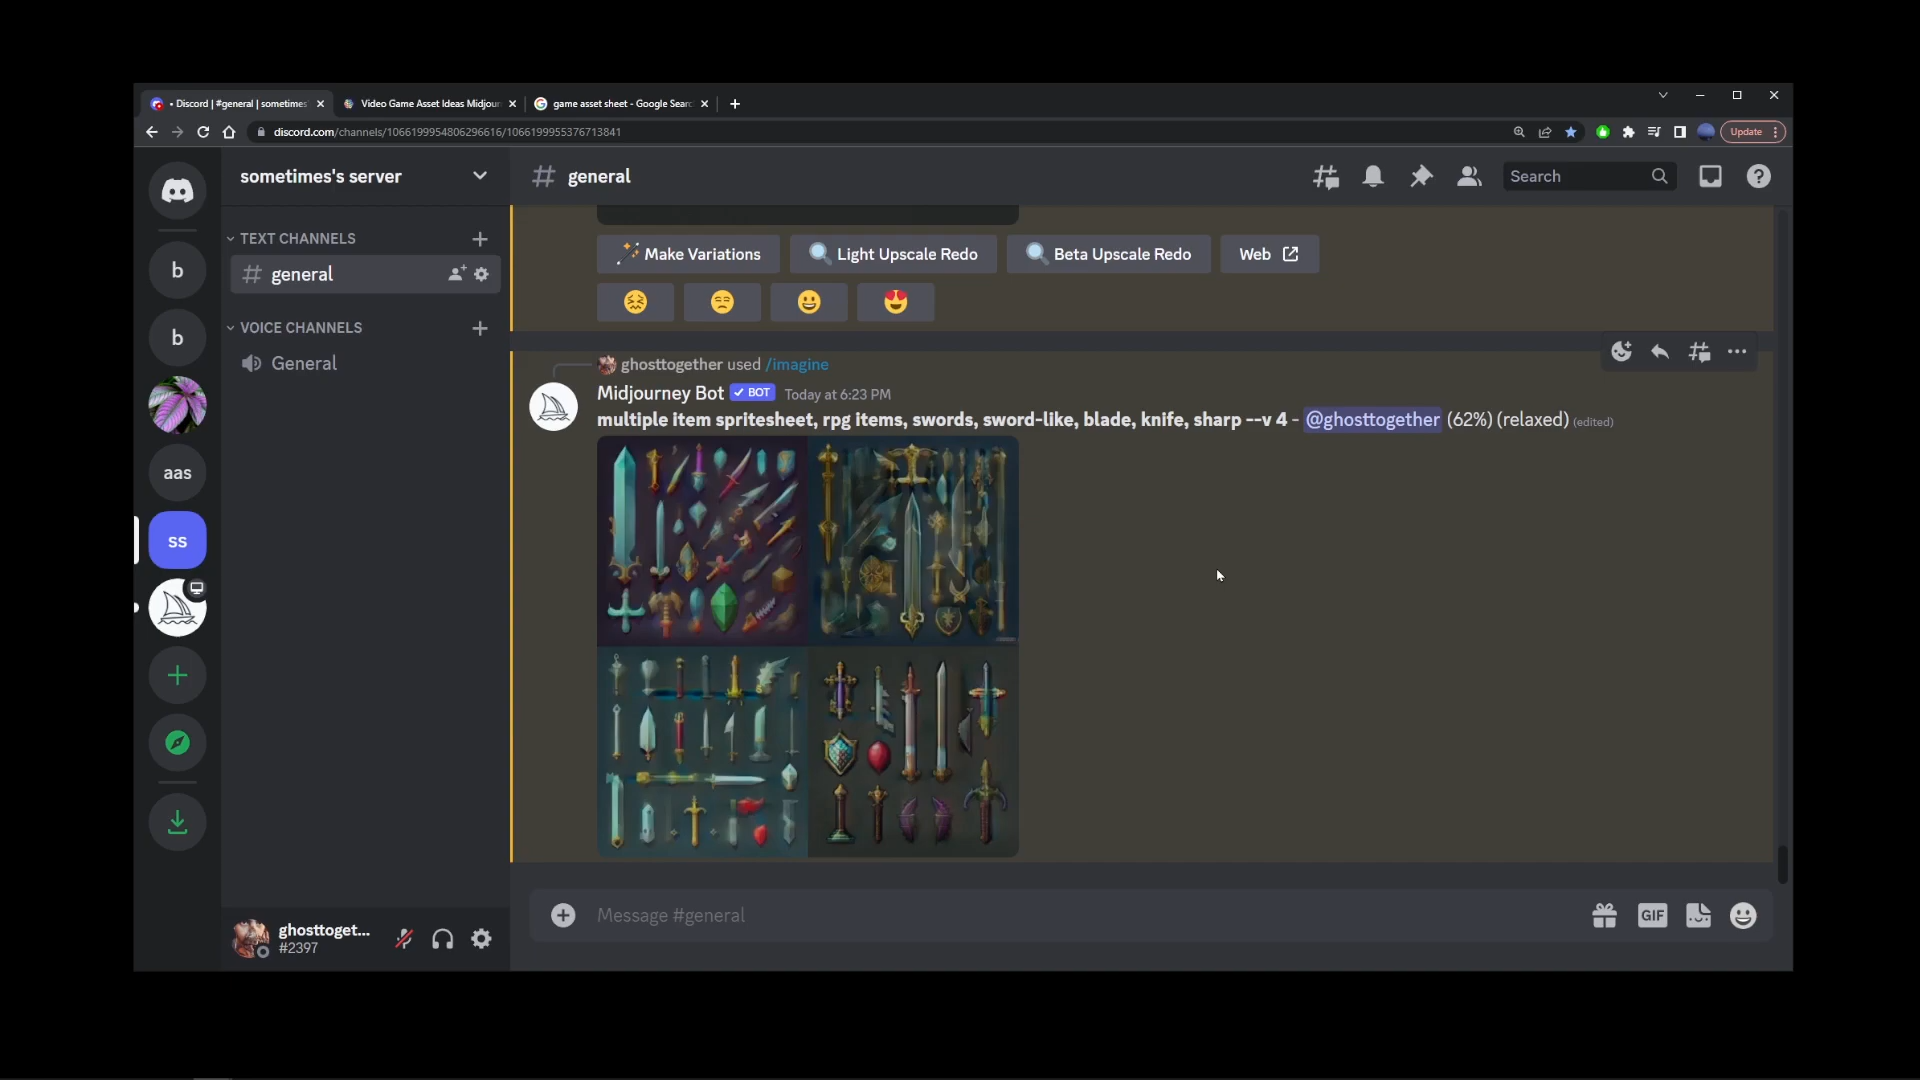 • Discord | #general | sometimes'
Video Game Asset Ideas Midjour
game asset sheet - Google Searc
discord.com/channels/1066199954806296616/1066199955376713841
Update
sometimes's server
general
Search
TEXT CHANNELS
general
VOICE CHANNELS
General
b
b
aas
ss
Make Variations
Light Upscale Redo
Beta Upscale Redo
Web
ghosttogether used /imagine
Midjourney Bot ✓ BOT Today at 6:23 PM
multiple item spritesheet, rpg items, swords, sword-like, blade, knife, sharp --v 4 - @ghosttogether (62%) (relaxed) (edited)
Message #general
GIF
ghosttoget...
#2397